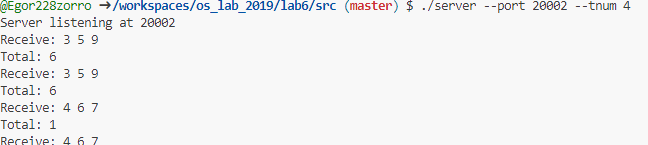 @Egor228zorro ➜/workspaces/os_lab_2019/lab6/src (master) $ ./server --port 20002 --tnum 4
Server listening at 20002
Receive: 3 5 9
Total: 6
Receive: 3 5 9
Total: 6
Receive: 4 6 7
Total: 1
Receive: 4 6 7